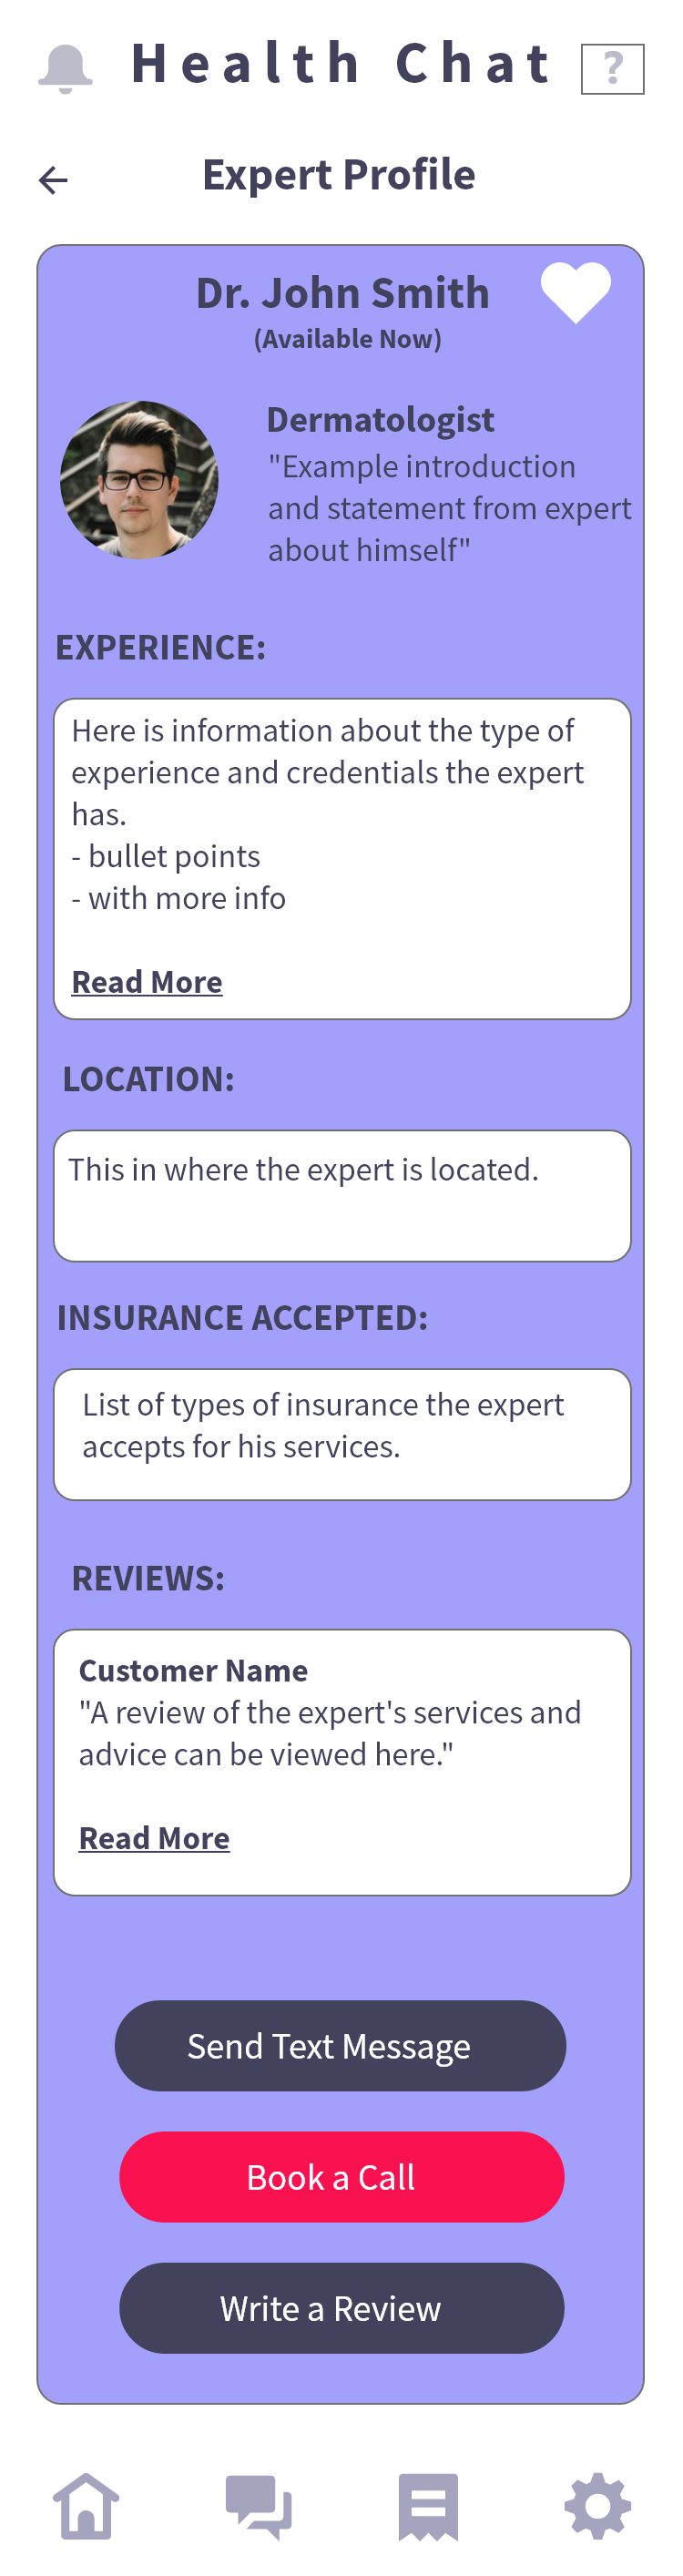 Health Chat ?
Expert Profile
Dr. John Smith
(Available Now)
Dermatologist
"Example introduction
and statement from expert
about himself"
EXPERIENCE:
Here is information about the type of
experience and credentials the expert
has.
- bullet points
- with more info
Read More
LOCATION:
This in where the expert is located.
INSURANCE ACCEPTED:
List of types of insurance the expert
accepts for his services.
REVIEWS:
Customer Name
"A review of the expert's services and
advice can be viewed here."
Read More
Send Text Message
Book a Call
Write a Review